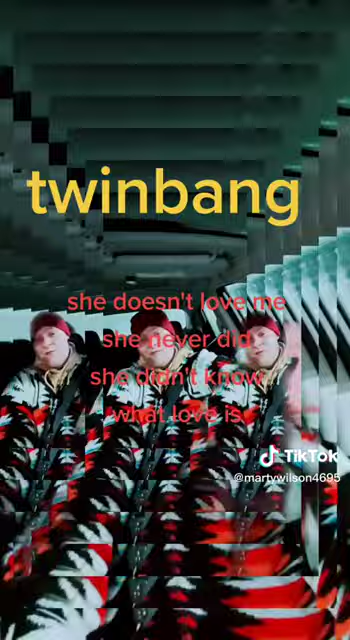 twinbang
she doesn't love me
she never did
she didn't know
what love is.
TikTok
@martywilson4695